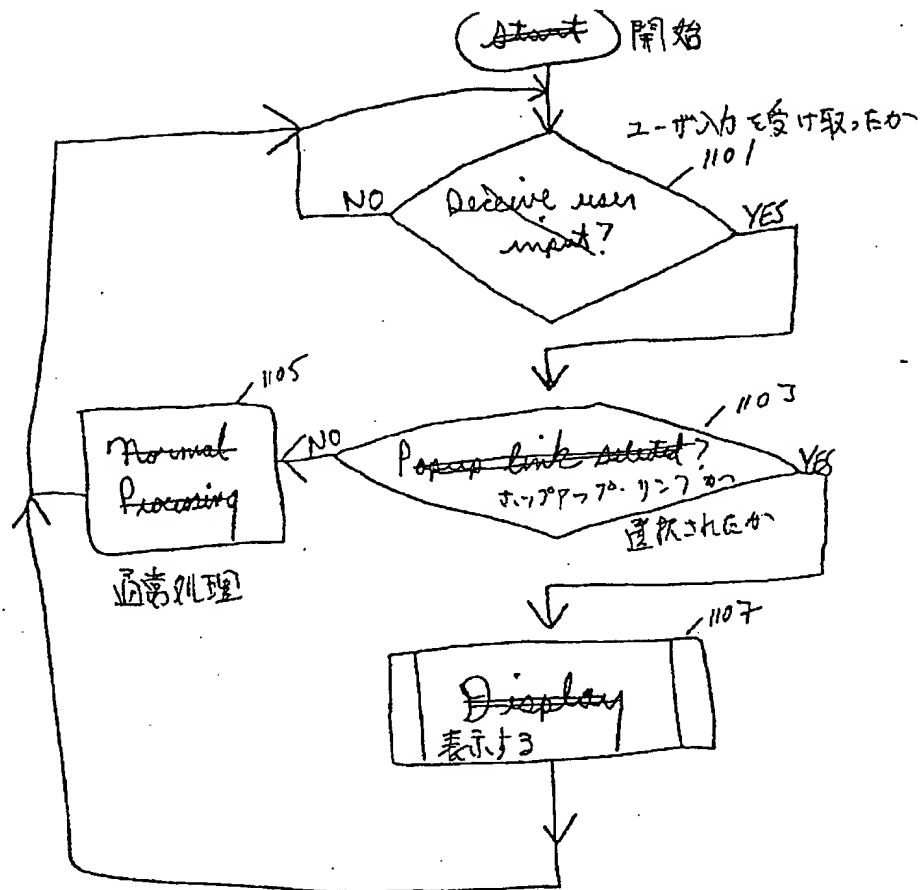 Start 開始
ユーザ入力を受け取ったか
1101
NO
Receive user
input?
YES
1105
Normal
Processing
通常処理
NO
1103
Popup link selected?
ポップアップ・リンクが
選択されたか
YES
1107
Display
表示する